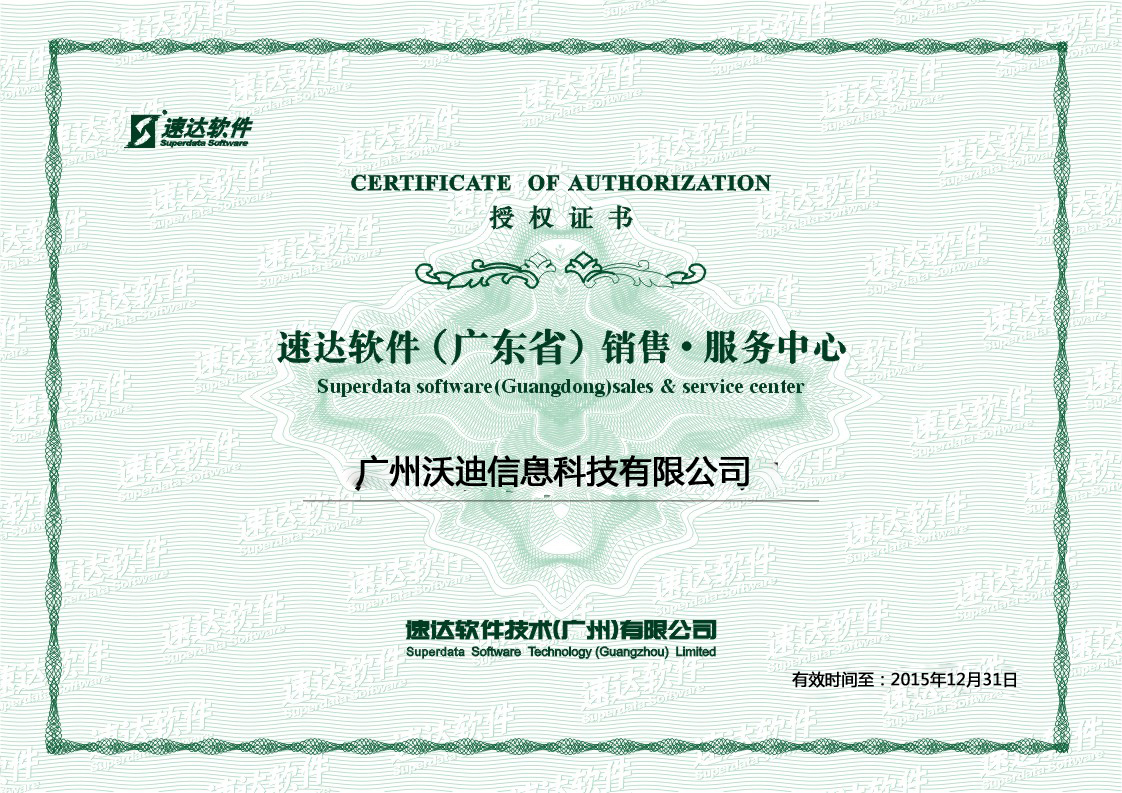 速达软件
Superdata Software
CERTIFICATE OF AUTHORIZATION
授权证书
速达软件（广东省）销售·服务中心
Superdata software(Guangdong)sales & service center
广州沃迪信息科技有限公司
速达软件技术(广州)有限公司
Superdata Software Technology (Guangzhou) Limited
有效时间至：2015年12月31日